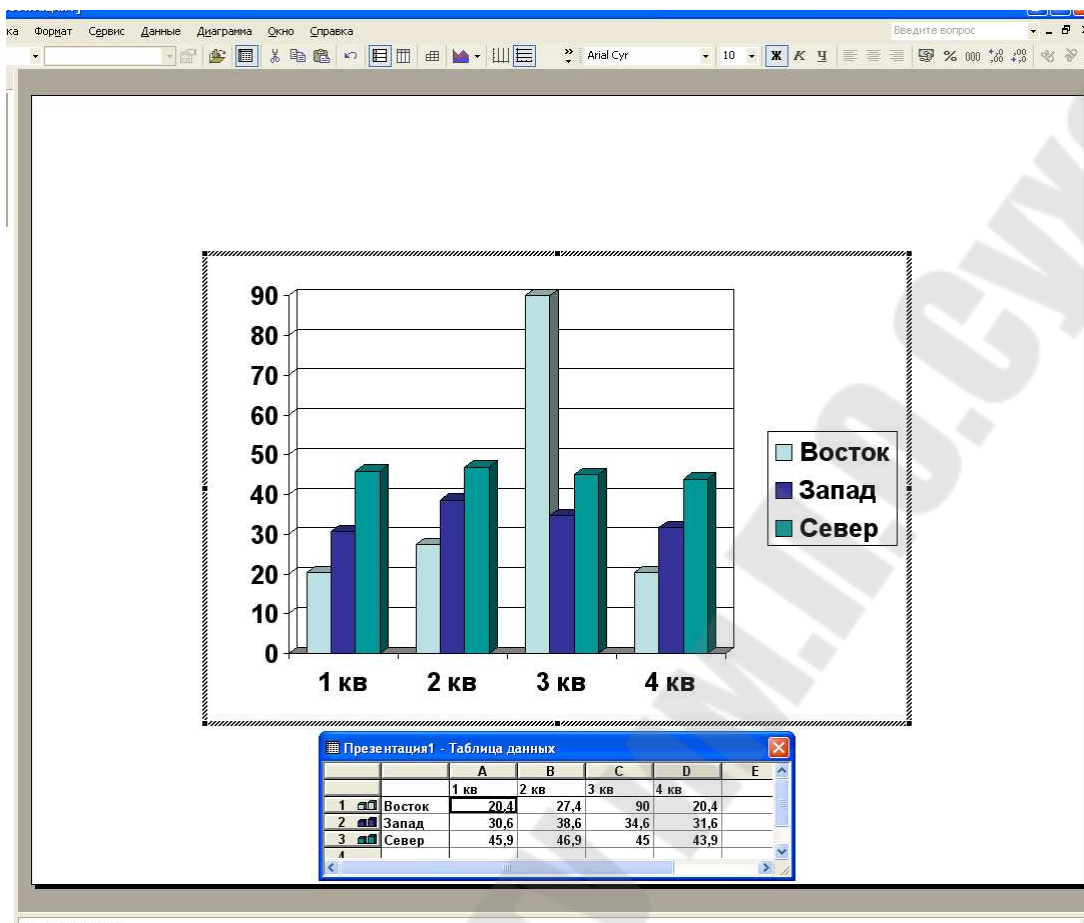 ка Формат Сервис Данные Диаграмма Окно Справка Введите вопрос
Arial Cyr 10 Ж К Ч % 000
90
80
70
60
50
40
30
20
10
0
1 кв 2 кв 3 кв 4 кв
Восток
Запад
Север
Презентация1 - Таблица данных
A B C D E
1 кв 2 кв 3 кв 4 кв
1 Восток 20,4 27,4 90 20,4
2 Запад 30,6 38,6 34,6 31,6
3 Север 45,9 46,9 45 43,9
4